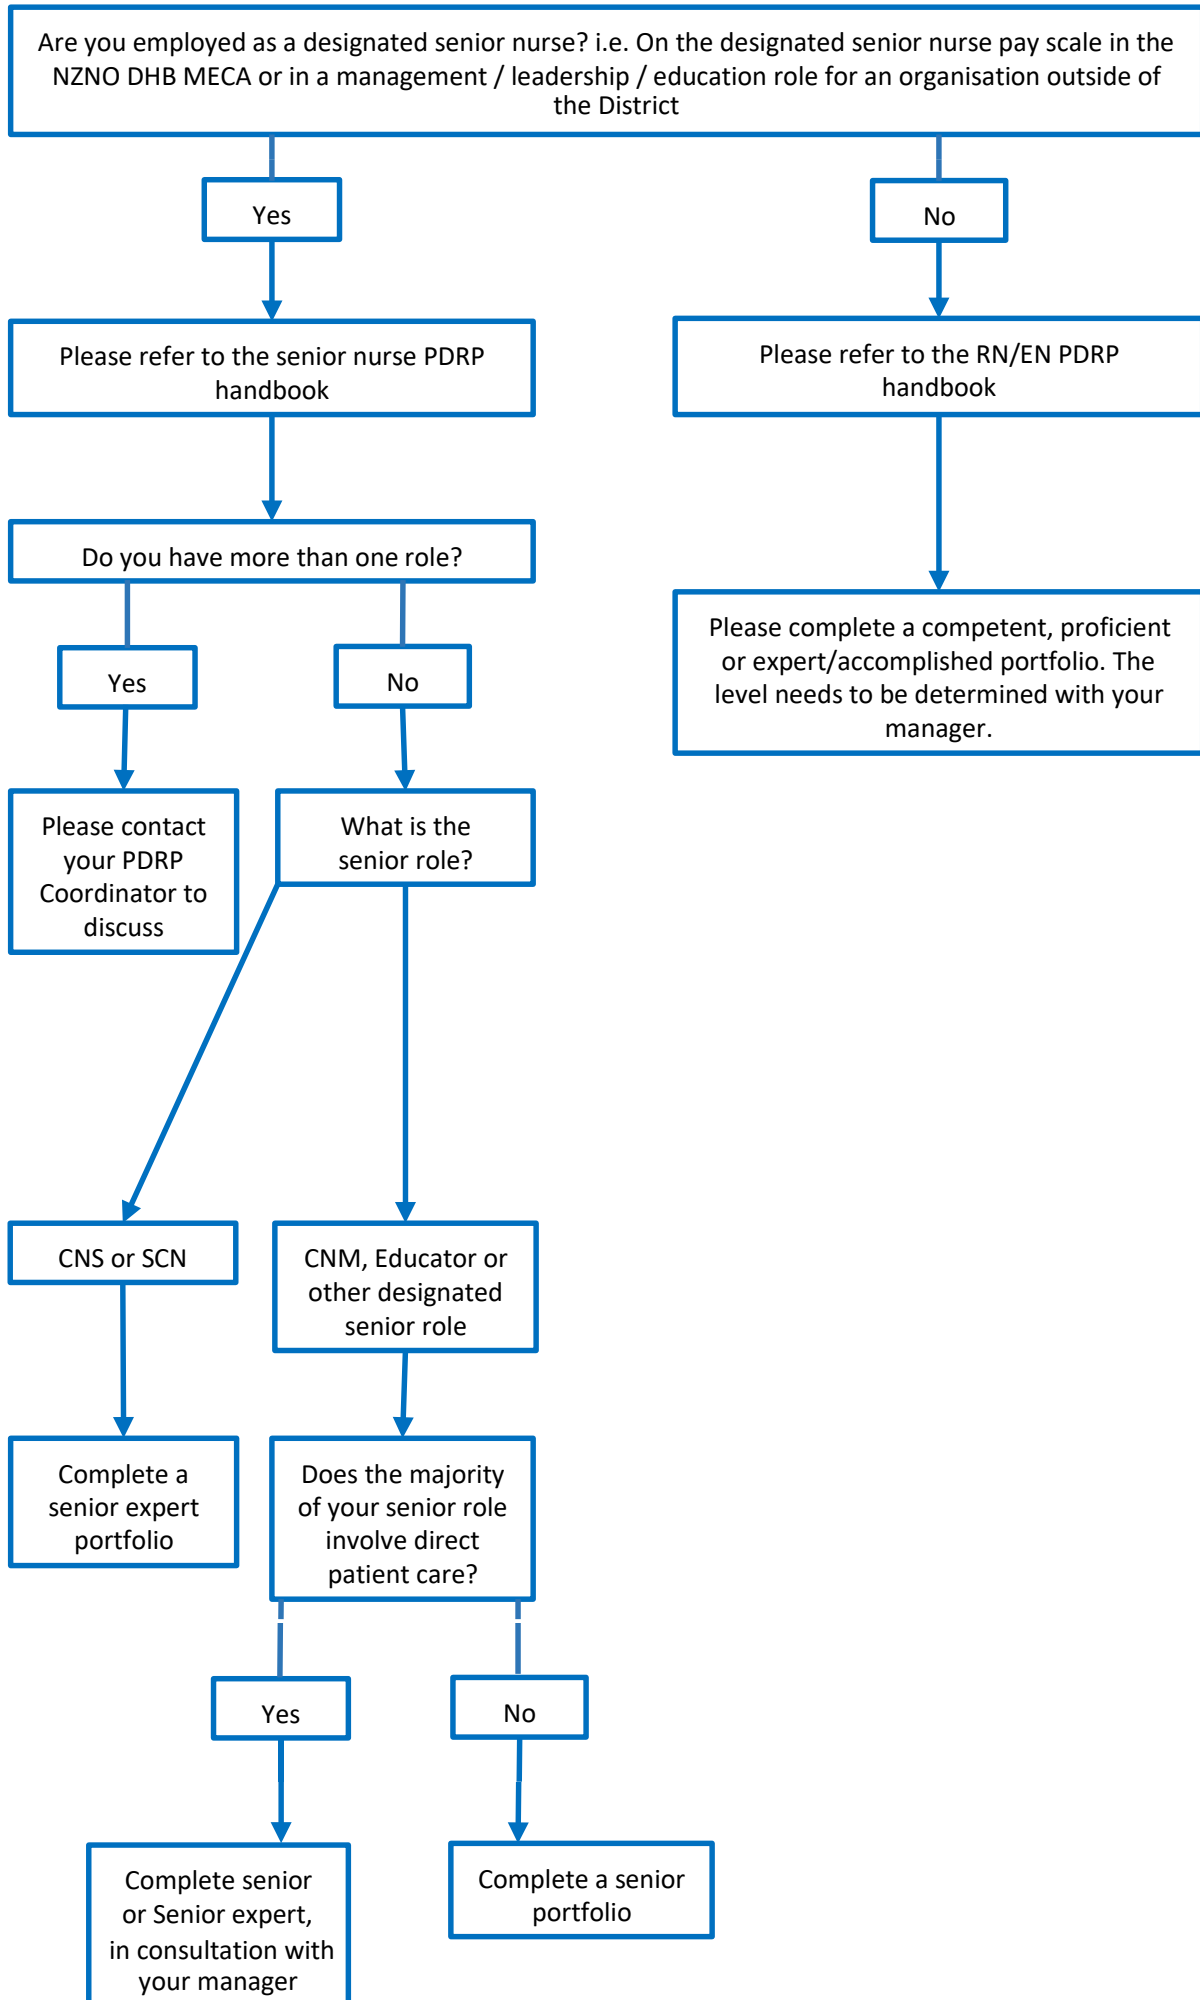 Are you employed as a designated senior nurse? i.e. On the designated senior nurse pay scale in the
NZNO DHB MECA or in a management / leadership / education role for an organisation outside of
the District
Yes
No
Please refer to the senior nurse PDRP
handbook
Please refer to the RN/EN PDRP
handbook
Do you have more than one role?
Please complete a competent, proficient
or expert/accomplished portfolio. The
level needs to be determined with your
manager.
Yes
No
Please contact
your PDRP
Coordinator to
discuss
What is the
senior role?
CNS or SCN
CNM, Educator or
other designated
senior role
Complete a
senior expert
portfolio
Does the majority
of your senior role
involve direct
patient care?
Yes
No
Complete senior
or Senior expert,
in consultation with
your manager
Complete a senior
portfolio